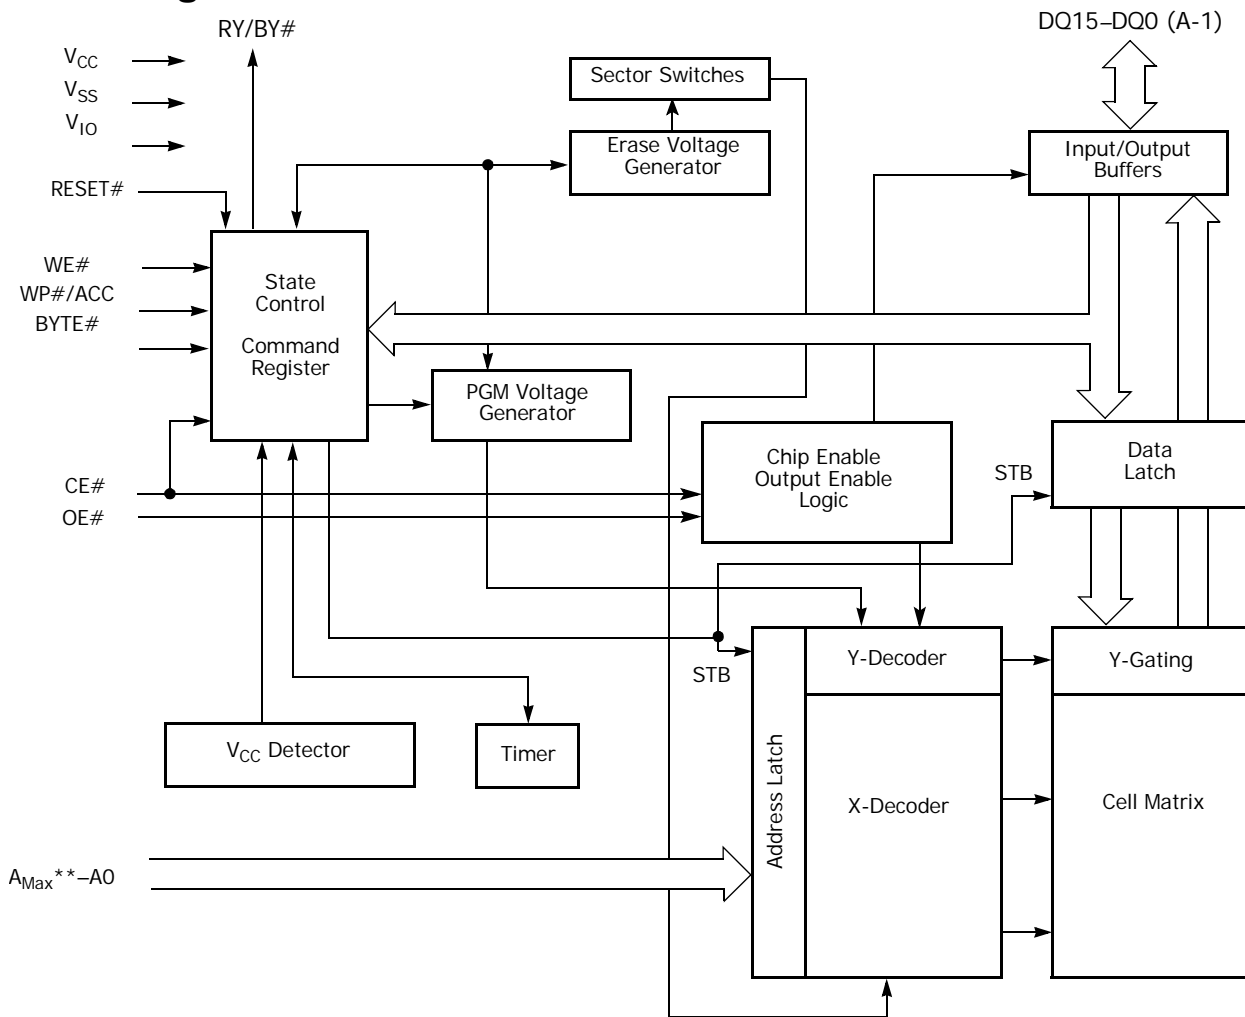 RY/BY#
DQ15–DQ0 (A-1)
VCC
VSS
VIO
Sector Switches
Erase Voltage
Generator
Input/Output
Buffers
RESET#
WE#
WP#/ACC
BYTE#
State
Control
Command
Register
PGM Voltage
Generator
CE#
OE#
Chip Enable
Output Enable
Logic
STB
Data
Latch
STB
Y-Decoder
Y-Gating
VCC Detector
Timer
Address Latch
X-Decoder
Cell Matrix
AMax**–A0